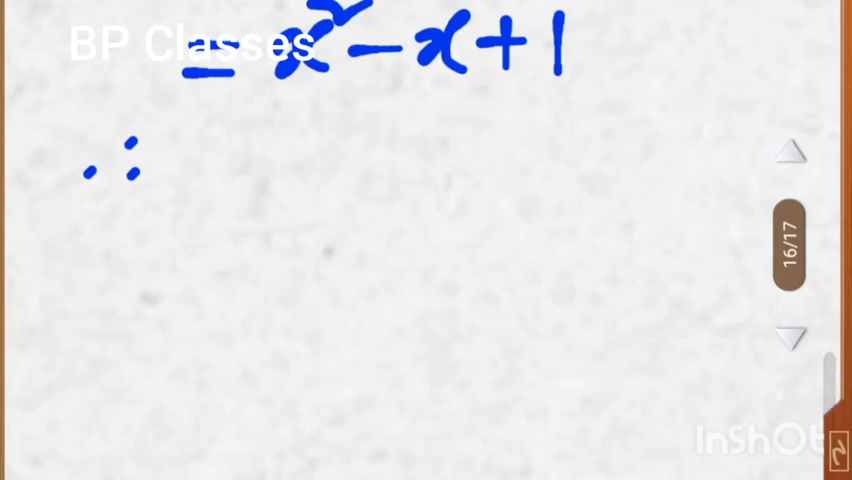 BP Classes
= x² - x + 1
∴
16/17
InShOt